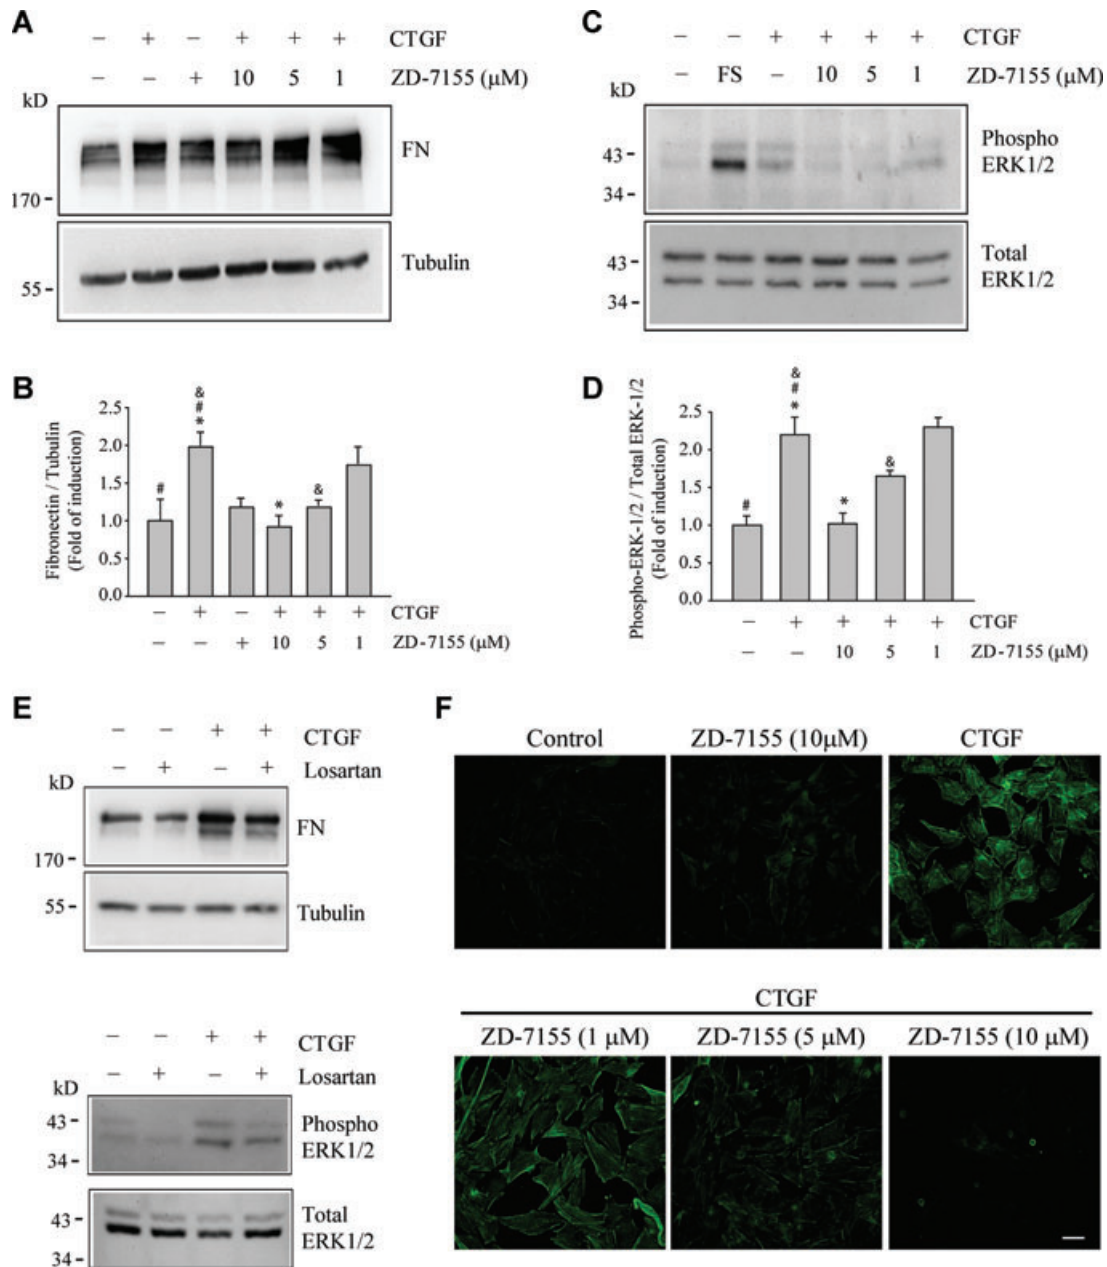 A
– + – + + + CTGF
– – + 10 5 1 ZD-7155 (μM)
kD
FN
170
Tubulin
55
C
– – + + + + CTGF
– FS – 10 5 1 ZD-7155 (μM)
kD
43
34
Phospho
ERK1/2
43
34
Total
ERK1/2
B
Fibronectin / Tubulin
(Fold of induction)
2.5
2.0
1.5
1.0
0.5
0.0
#
&
#
*
*
&
– + – + + + CTGF
– – + 10 5 1 ZD-7155 (μM)
D
Phospho-ERK-1/2 / Total ERK-1/2
(Fold of induction)
2.5
2.0
1.5
1.0
0.5
0.0
#
&
#
*
*
&
– + + + + CTGF
– – 10 5 1 ZD-7155 (μM)
E
– – + + CTGF
– + – + Losartan
kD
FN
170
55
Tubulin
– – + + CTGF
– + – + Losartan
kD
43
34
Phospho
ERK1/2
43
34
Total
ERK1/2
F
Control ZD-7155 (10μM) CTGF
CTGF
ZD-7155 (1 μM) ZD-7155 (5 μM) ZD-7155 (10 μM)